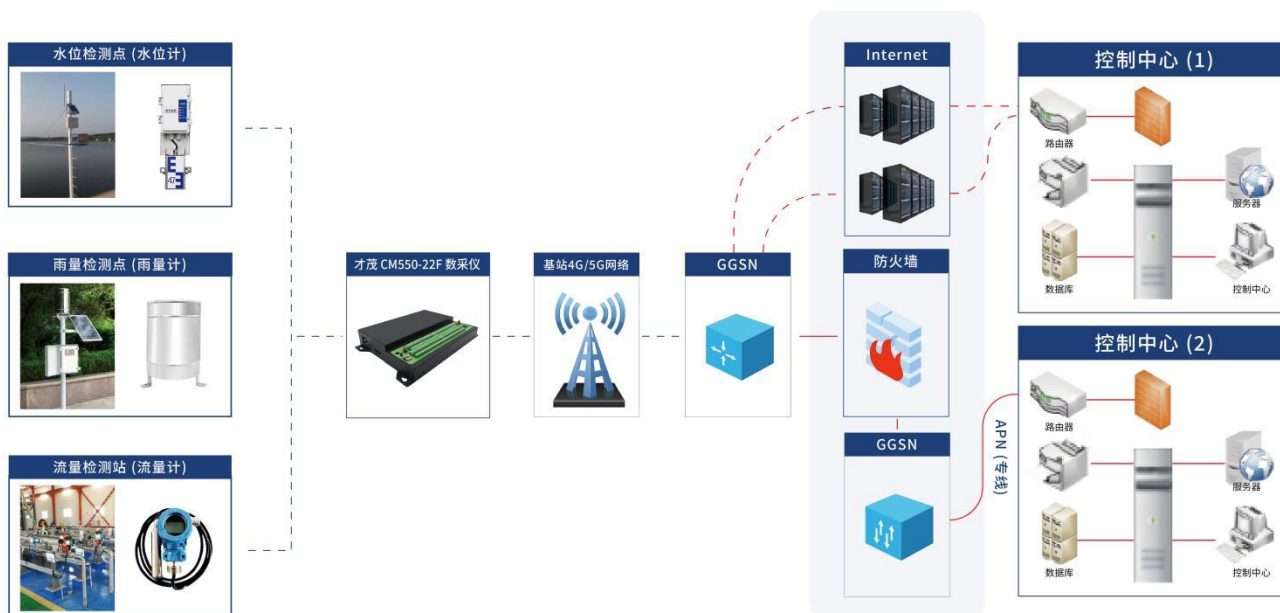 水位检测点 (水位计)
E
47
雨量检测点 (雨量计)
流量检测站 (流量计)
才茂 CM550-22F 数采仪
基站4G/5G网络
GGSN
Internet
防火墙
GGSN
APN (专线)
控制中心 (1)
路由器
服务器
数据库
控制中心
控制中心 (2)
路由器
服务器
数据库
控制中心